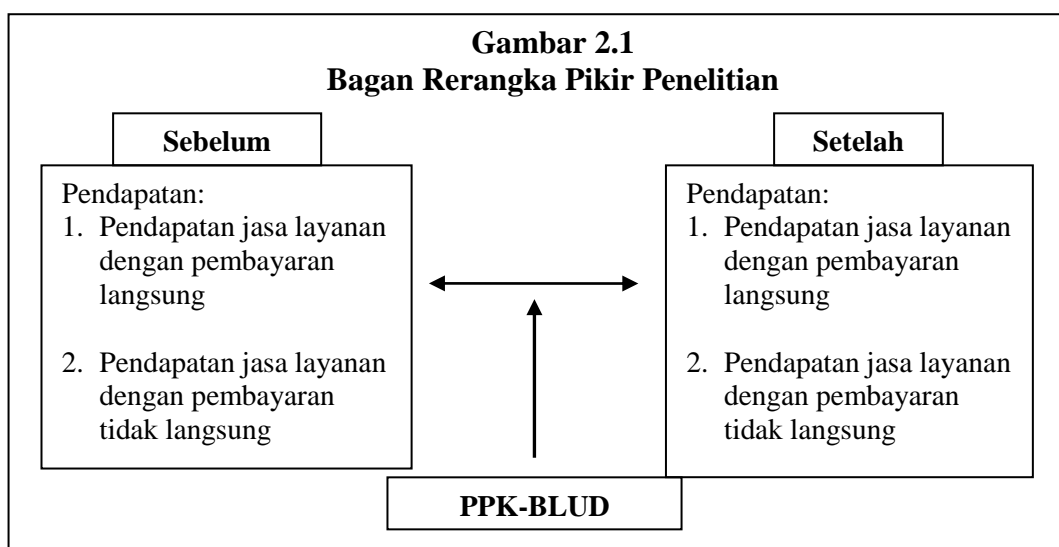 Gambar 2.1
Bagan Rerangka Pikir Penelitian
Sebelum
Pendapatan:
1. Pendapatan jasa layanan
dengan pembayaran
langsung
2. Pendapatan jasa layanan
dengan pembayaran
tidak langsung
Setelah
Pendapatan:
1. Pendapatan jasa layanan
dengan pembayaran
langsung
2. Pendapatan jasa layanan
dengan pembayaran
tidak langsung
PPK-BLUD